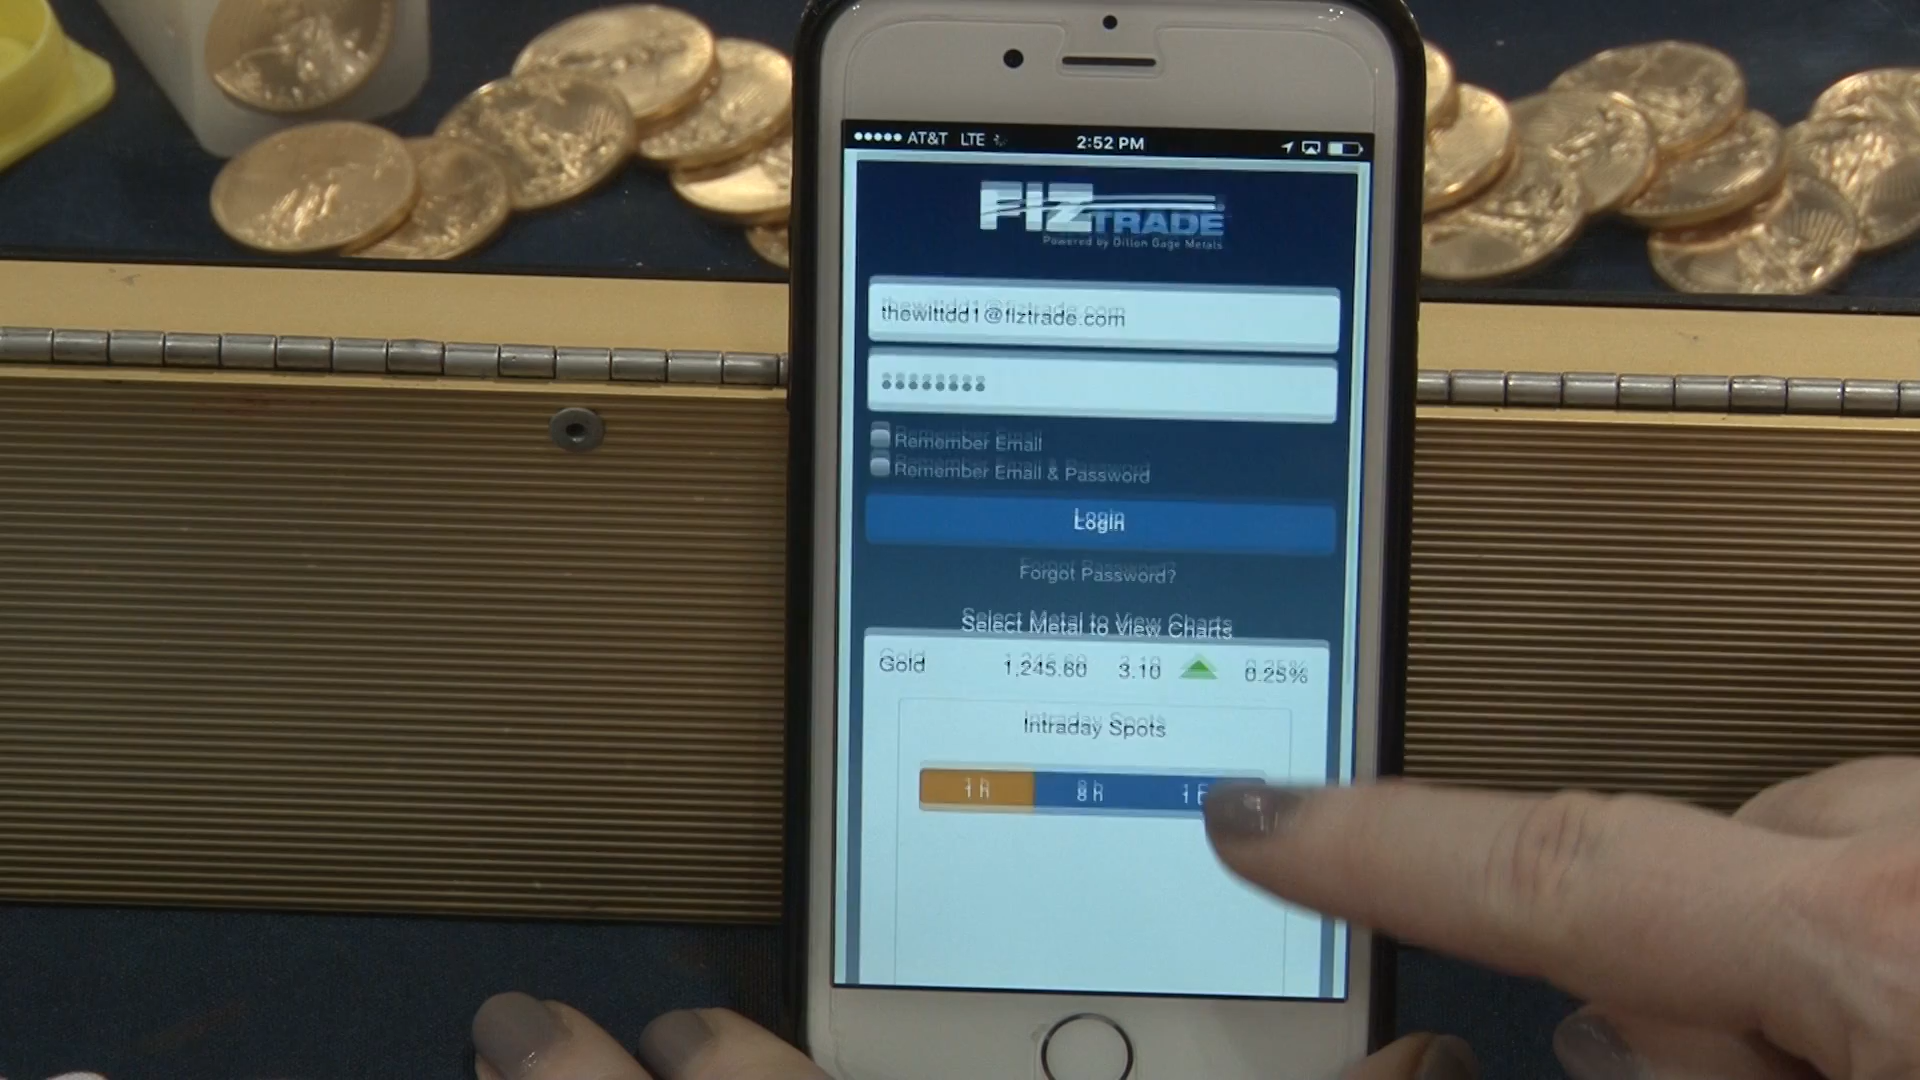 AT&T LTE 2:52 PM
FIZTRADE
Powered by Dillon Gage Metals
thewittdd1@fiztrade.com
Remember Email
Remember Email & Password
Login
Forgot Password?
Select Metal to View Charts
Gold 1,245.60 3.10 0.25%
Intraday Spots
1 h 8 h 1